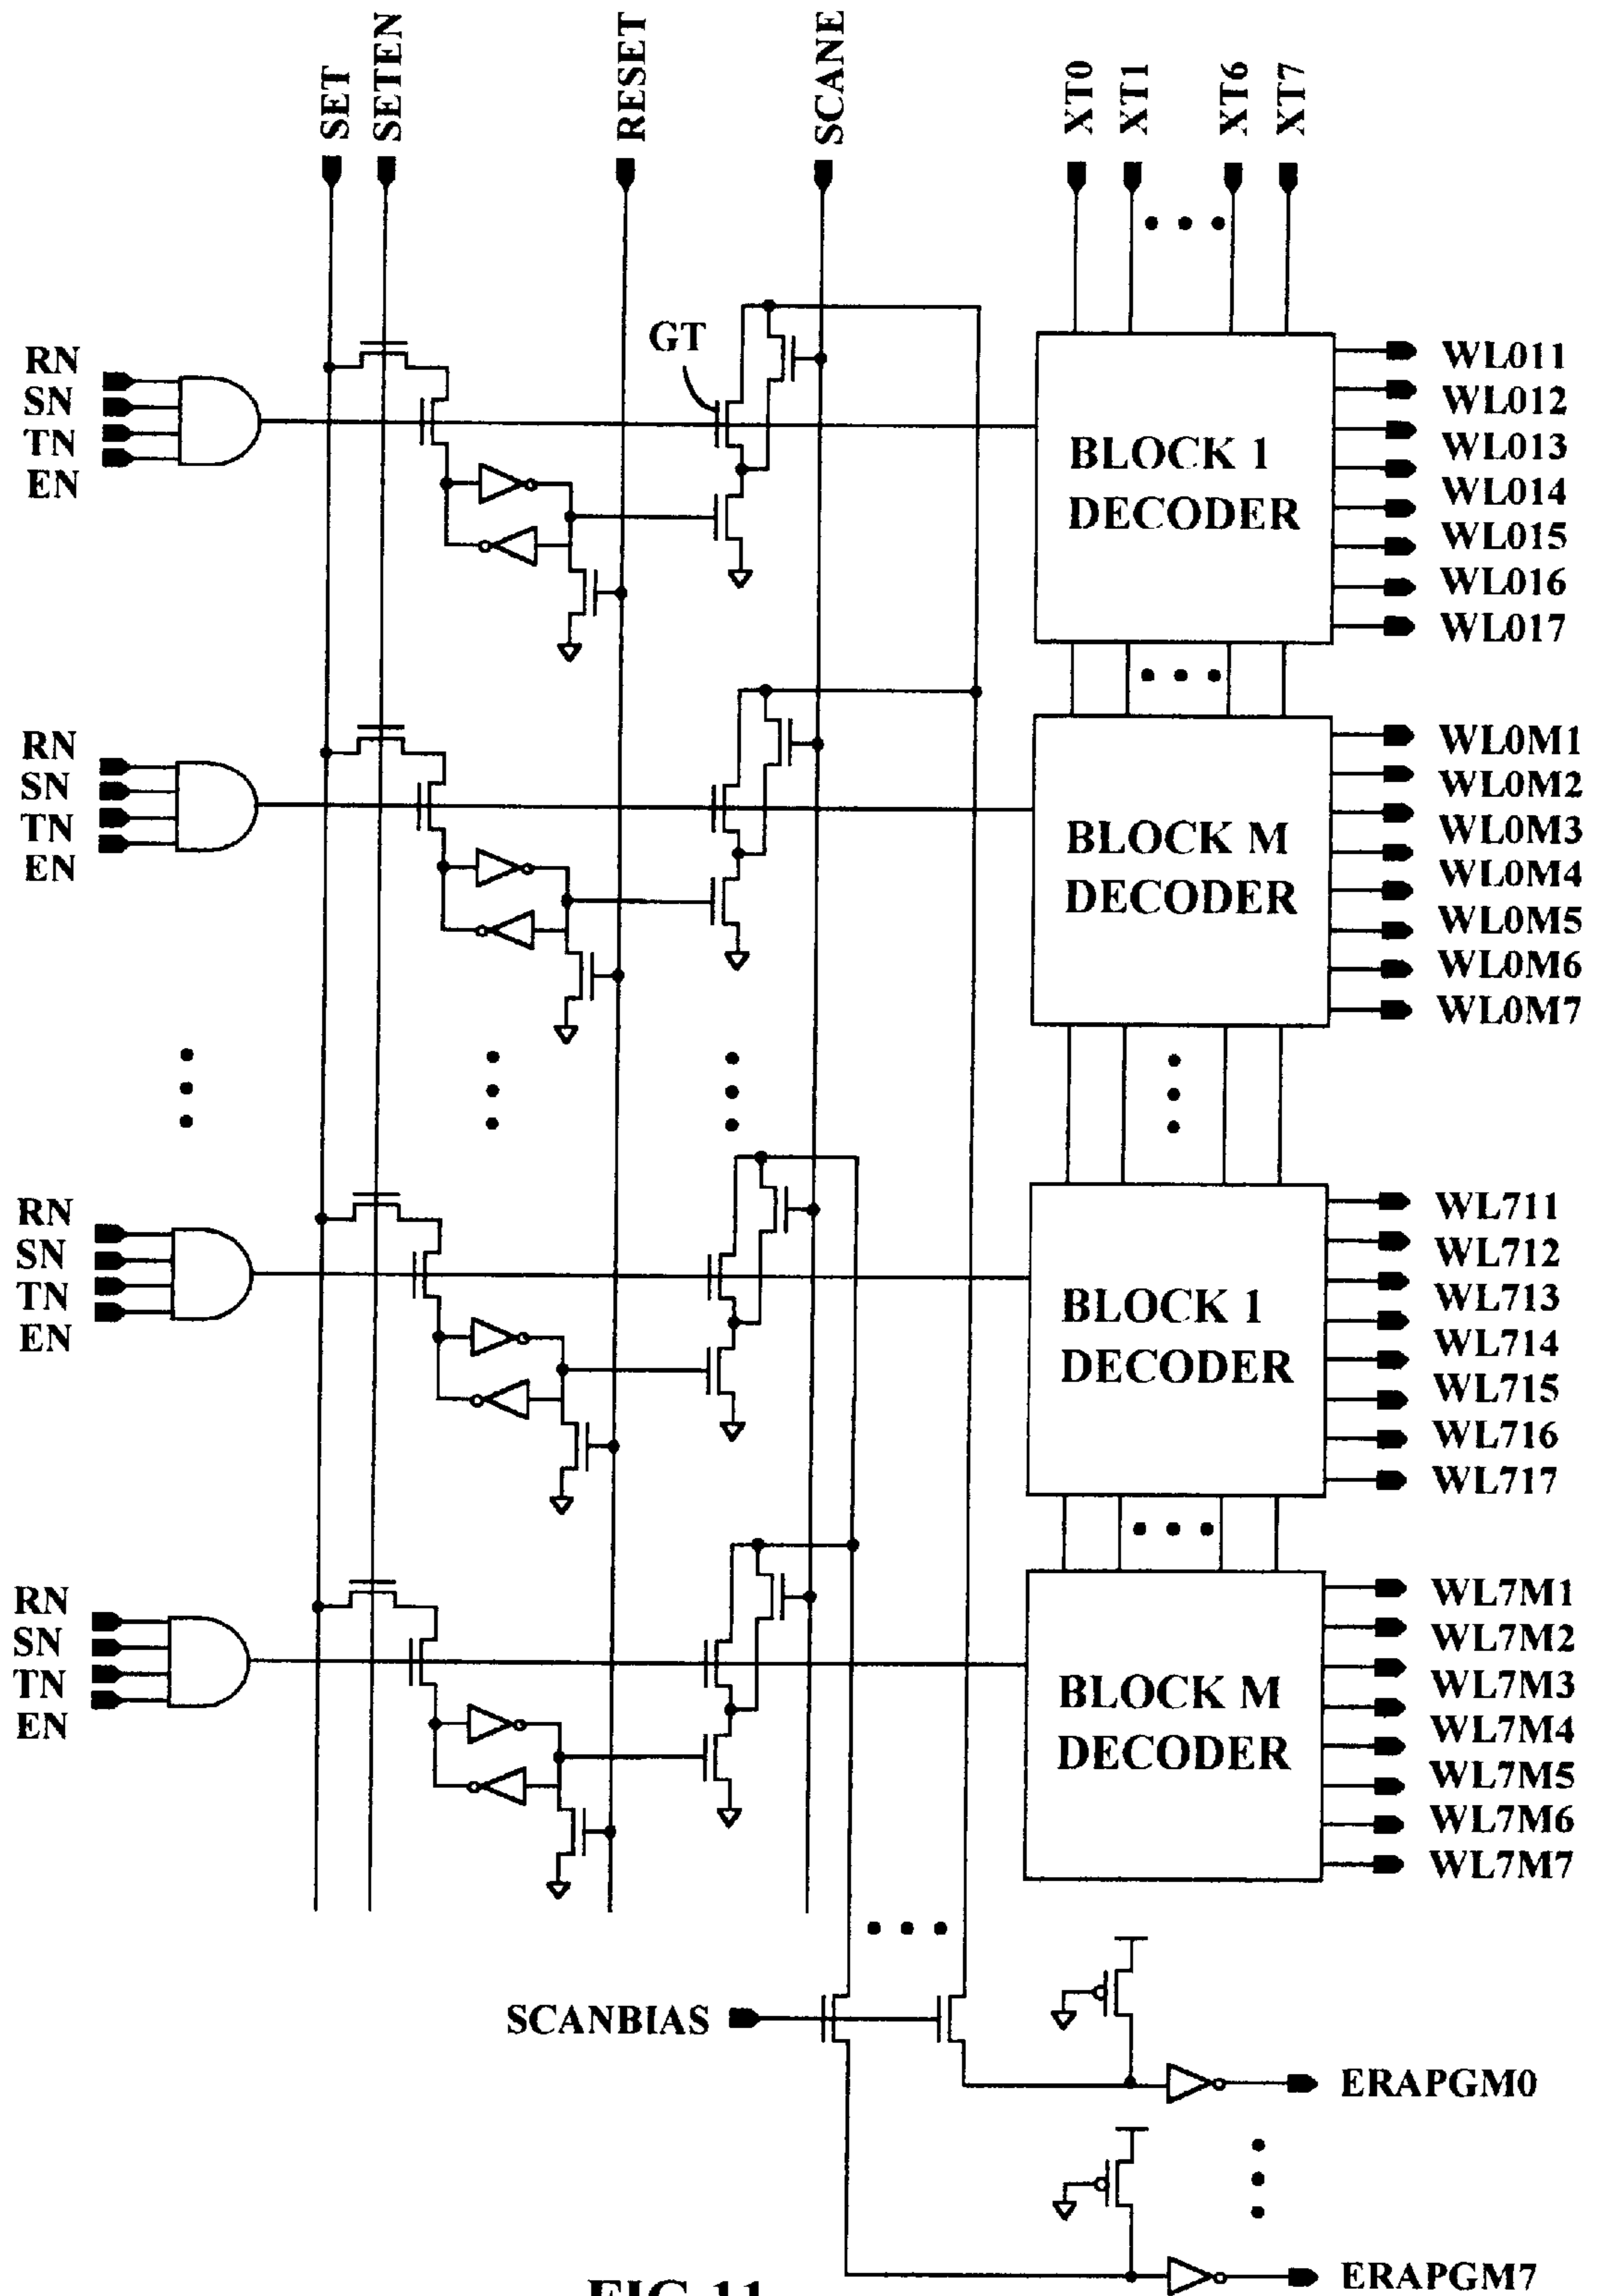 SET
SETEN
RESET
SCANE
XT0
XT1
XT6
XT7
GT
RN
SN
TN
EN
BLOCK 1
DECODER
WL011
WL012
WL013
WL014
WL015
WL016
WL017
RN
SN
TN
EN
BLOCK M
DECODER
WL0M1
WL0M2
WL0M3
WL0M4
WL0M5
WL0M6
WL0M7
RN
SN
TN
EN
BLOCK 1
DECODER
WL711
WL712
WL713
WL714
WL715
WL716
WL717
RN
SN
TN
EN
BLOCK M
DECODER
WL7M1
WL7M2
WL7M3
WL7M4
WL7M5
WL7M6
WL7M7
SCANBIAS
ERAPGM0
ERAPGM7
FIG 11